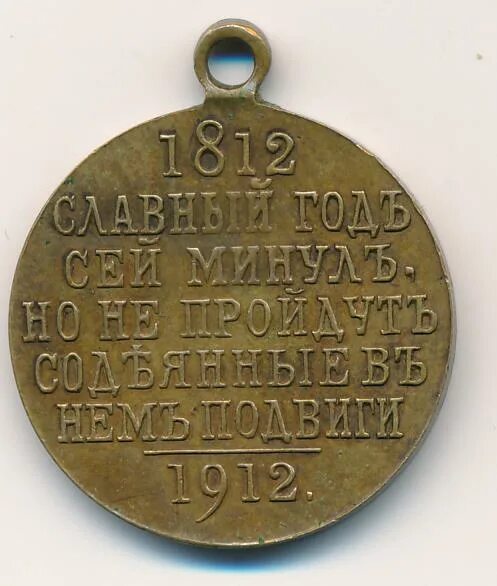 1812
СЛАВНЫЙ ГОДЪ
СЕЙ МИНУЛЪ,
НО НЕ ПРОЙДУТЪ
СОДѢЯННЫЕ ВЪ
НЕМЪ ПОДВИГИ
1912.